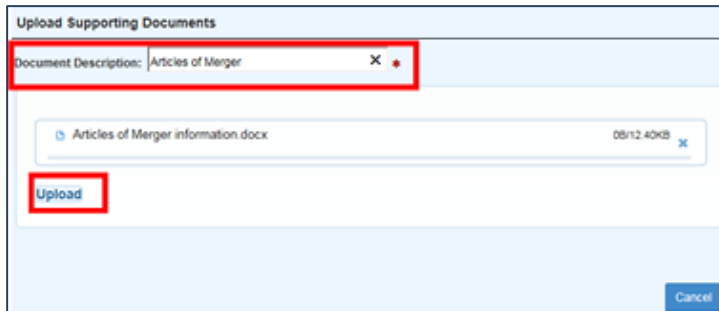 Upload Supporting Documents
Document Description: Articles of Merger ✕ *
Articles of Merger information.docx 0B/12.40KB ✕
Upload
Cancel